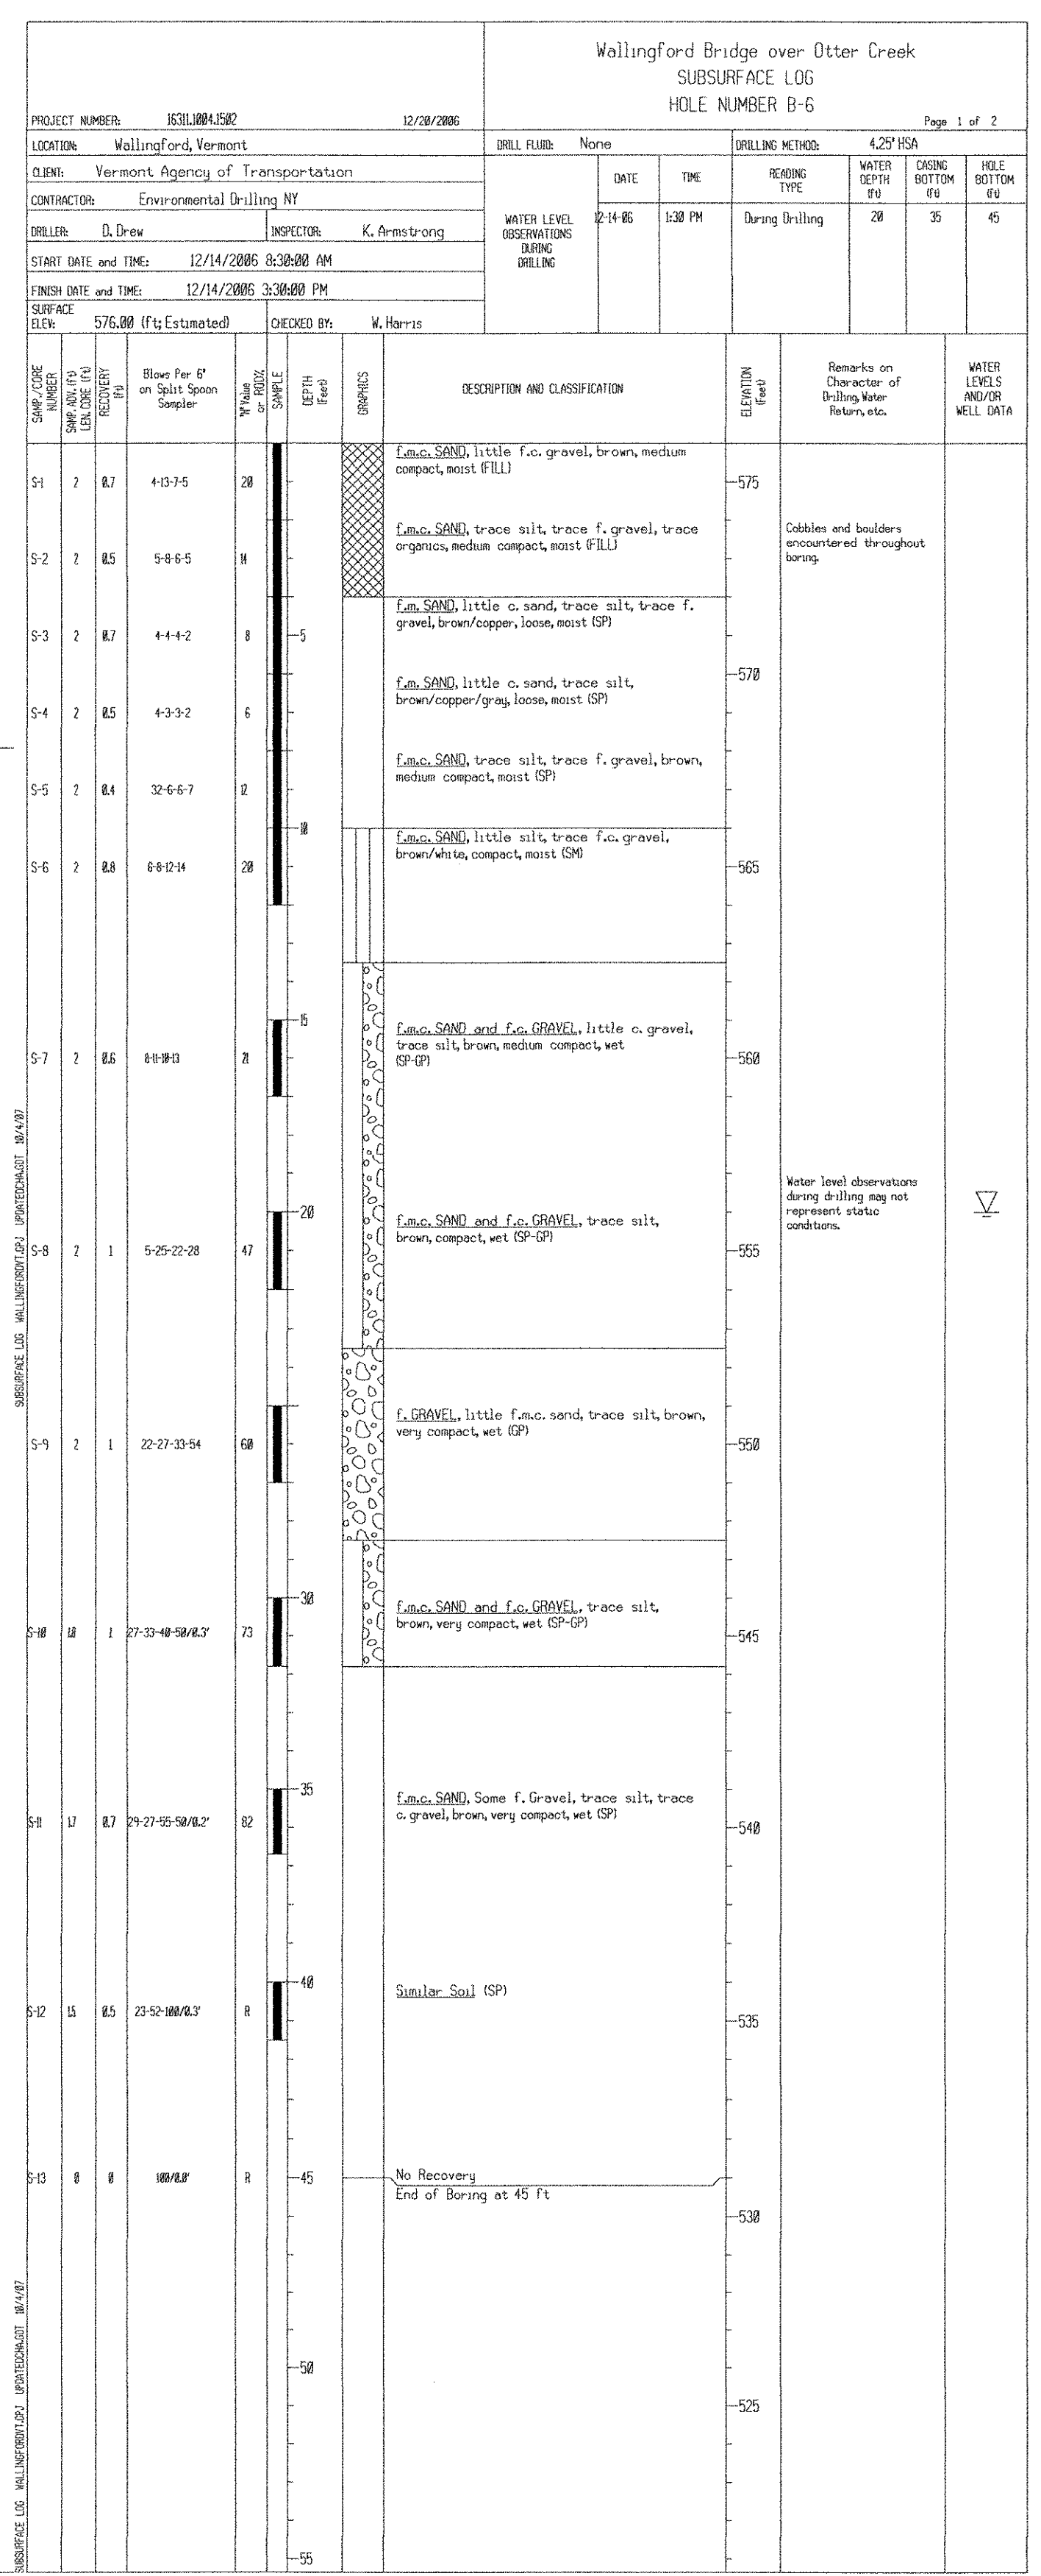 Wallingford Bridge over Otter Creek
SUBSURFACE LOG
HOLE NUMBER B-6
PROJECT NUMBER: 16311.1004.1502 12/20/2006
Page 1 of 2
LOCATION: Wallingford, Vermont
DRILL FLUID: None
DRILLING METHOD: 4.25" HSA
CLIENT: Vermont Agency of Transportation
CONTRACTOR: Environmental Drilling NY
DRILLER: D. Drew INSPECTOR: K. Armstrong
START DATE and TIME: 12/14/2006 8:30:00 AM
FINISH DATE and TIME: 12/14/2006 3:30:00 PM
SURFACE
ELEV: 576.00 (ft; Estimated) CHECKED BY: W. Harris
WATER LEVEL
OBSERVATIONS
DURING
DRILLING
DATE TIME READING TYPE WATER DEPTH (ft) CASING BOTTOM (ft) HOLE BOTTOM (ft)
12-14-06 1:30 PM During Drilling 20 35 45
SAMP./CORE NUMBER
SAMP. ADV. (ft) LEN. CORE (ft)
RECOVERY (ft)
Blows Per 6"
on Split Spoon
Sampler
"N" Value or RQD%
SAMPLE
DEPTH (Feet)
GRAPHICS
DESCRIPTION AND CLASSIFICATION
ELEVATION (Feet)
Remarks on
Character of
Drilling, Water
Return, etc.
WATER
LEVELS
AND/OR
WELL DATA
f.m.c. SAND, little f.c. gravel, brown, medium
compact, moist (FILL)
S-1 2 0.7 4-13-7-5 20
575
f.m.c. SAND, trace silt, trace f. gravel, trace
organics, medium compact, moist (FILL)
Cobbles and boulders
encountered throughout
boring.
S-2 2 0.5 5-8-6-5 14
f.m. SAND, little c. sand, trace silt, trace f.
gravel, brown/copper, loose, moist (SP)
S-3 2 0.7 4-4-4-2 8
5
570
f.m. SAND, little c. sand, trace silt,
brown/copper/gray, loose, moist (SP)
S-4 2 0.5 4-3-3-2 6
f.m.c. SAND, trace silt, trace f. gravel, brown,
medium compact, moist (SP)
S-5 2 0.4 32-6-6-7 12
10
f.m.c. SAND, little silt, trace f.c. gravel,
brown/white, compact, moist (SM)
S-6 2 0.8 6-8-12-14 20
565
15
f.m.c. SAND and f.c. GRAVEL, little c. gravel,
trace silt, brown, medium compact, wet
(SP-GP)
S-7 2 0.6 8-11-10-13 21
560
Water level observations
during drilling may not
represent static
conditions.
20
f.m.c. SAND and f.c. GRAVEL, trace silt,
brown, compact, wet (SP-GP)
S-8 2 1 5-25-22-28 47
555
f. GRAVEL, little f.m.c. sand, trace silt, brown,
very compact, wet (GP)
S-9 2 1 22-27-33-54 60
550
30
f.m.c. SAND and f.c. GRAVEL, trace silt,
brown, very compact, wet (SP-GP)
S-10 1.8 1 27-33-40-50/0.3' 73
545
35
f.m.c. SAND, Some f. Gravel, trace silt, trace
c. gravel, brown, very compact, wet (SP)
S-11 1.7 0.7 29-27-55-50/0.2' 82
540
40
Similar Soil (SP)
S-12 1.5 0.5 23-52-100/0.3' R
535
S-13 0 0 100/0.0' R
45
No Recovery
End of Boring at 45 ft
530
50
525
55
SUBSURFACE LOG WALLINGFORDVT.GPJ UPDATEDCHA.GDT 10/4/07
SUBSURFACE LOG WALLINGFORDVT.GPJ UPDATEDCHA.GDT 10/4/07